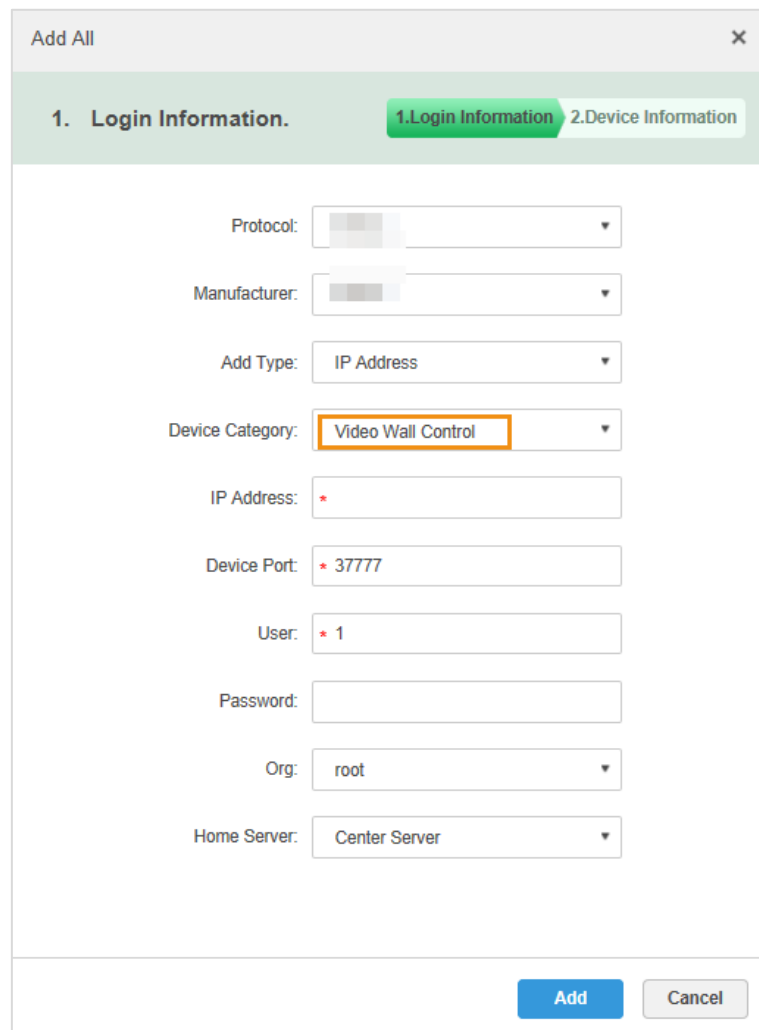 Add All ×
1. Login Information. 1.Login Information 2.Device Information
Protocol:
Manufacturer:
Add Type: IP Address
Device Category: Video Wall Control
IP Address: *
Device Port: * 37777
User: * 1
Password:
Org: root
Home Server: Center Server
Add Cancel